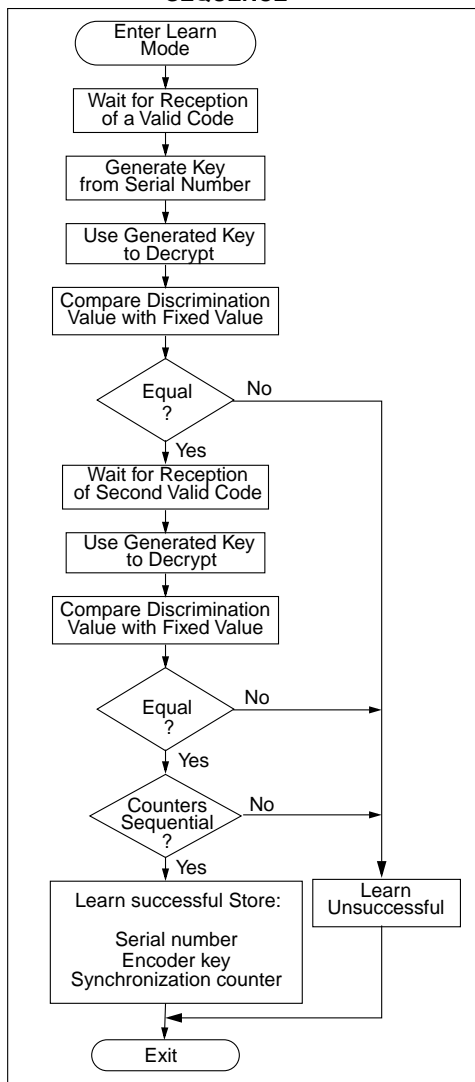 Enter Learn
Mode
Wait for Reception
of a Valid Code
Generate Key
from Serial Number
Use Generated Key
to Decrypt
Compare Discrimination
Value with Fixed Value
Equal
?
No
Yes
Wait for Reception
of Second Valid Code
Use Generated Key
to Decrypt
Compare Discrimination
Value with Fixed Value
Equal
?
No
Yes
Counters
Sequential
?
No
Yes
Learn successful Store:
Serial number
Encoder key
Synchronization counter
Learn
Unsuccessful
Exit